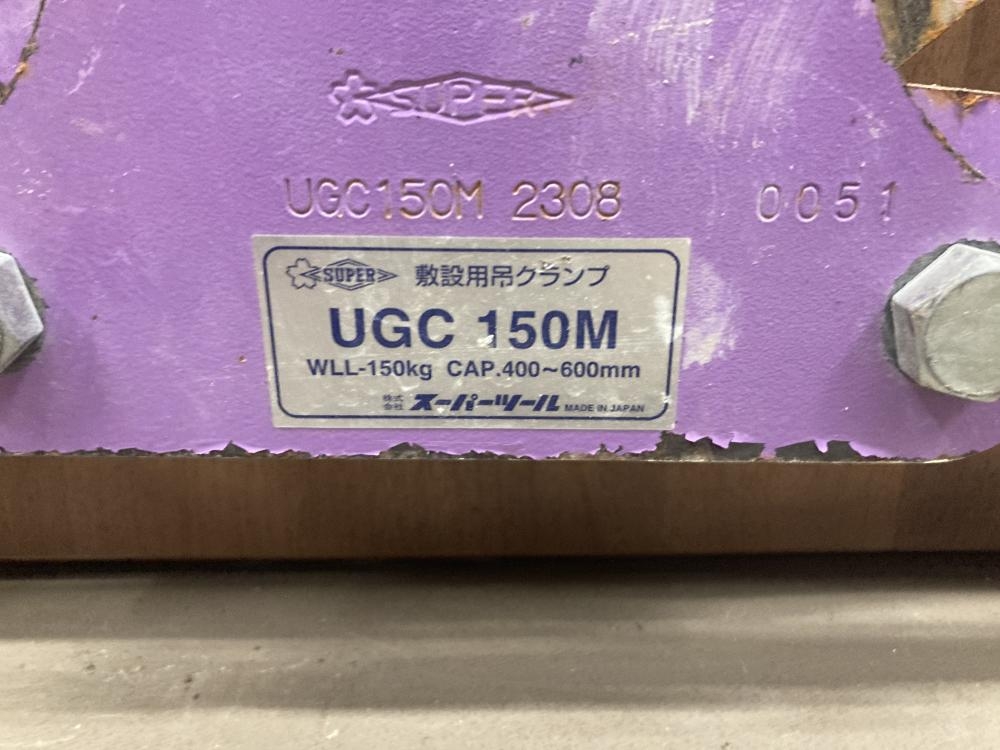 SUPER
UGC150M 2308 0051
SUPER 敷設用吊クランプ
UGC 150M
WLL-150kg CAP.400~600mm
株式会社 スーパーツール MADE IN JAPAN